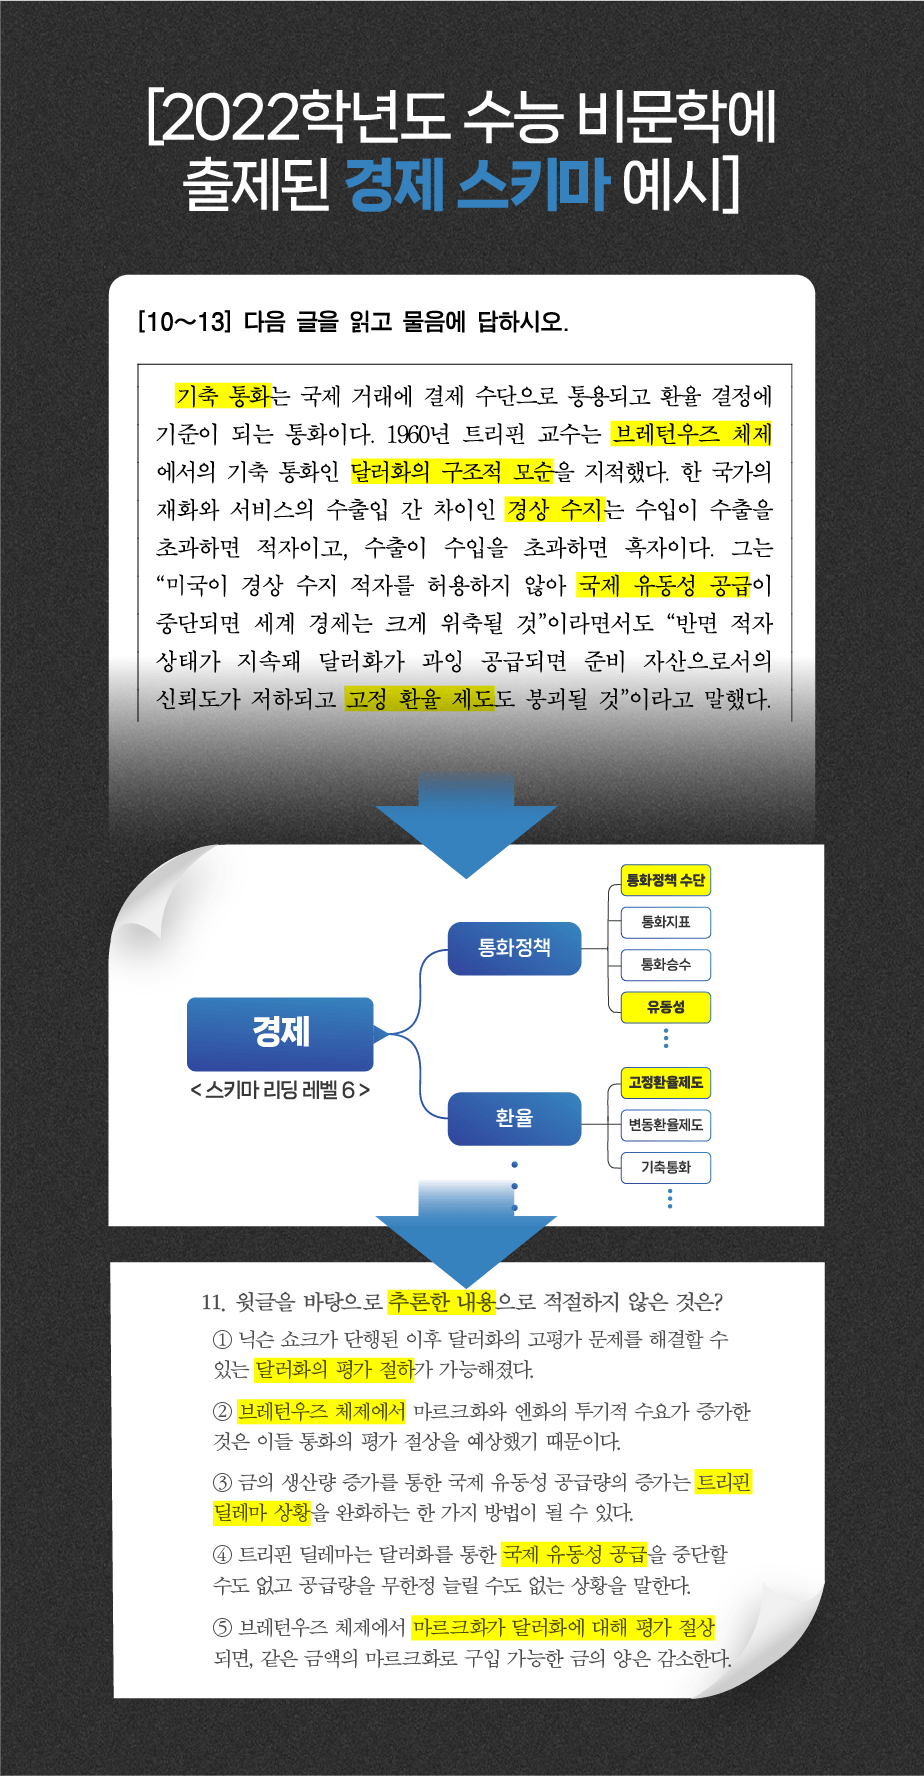 [2022학년도 수능 비문학에
출제된 경제 스키마 예시]
[10~13] 다음 글을 읽고 물음에 답하시오.
기축 통화는 국제 거래에 결제 수단으로 통용되고 환율 결정에
기준이 되는 통화이다. 1960년 트리핀 교수는 브레턴우즈 체제
에서의 기축 통화인 달러화의 구조적 모순을 지적했다. 한 국가의
재화와 서비스의 수출입 간 차이인 경상 수지는 수입이 수출을
초과하면 적자이고, 수출이 수입을 초과하면 흑자이다. 그는
“미국이 경상 수지 적자를 허용하지 않아 국제 유동성 공급이
중단되면 세계 경제는 크게 위축될 것”이라면서도 “반면 적자
상태가 지속돼 달러화가 과잉 공급되면 준비 자산으로서의
신뢰도가 저하되고 고정 환율 제도도 붕괴될 것”이라고 말했다.
경제
<스키마 리딩 레벨 6>
통화정책
통화정책 수단
통화지표
통화승수
유동성
환율
고정환율제도
변동환율제도
기축통화
11. 윗글을 바탕으로 추론한 내용으로 적절하지 않은 것은?
① 닉슨 쇼크가 단행된 이후 달러화의 고평가 문제를 해결할 수
있는 달러화의 평가 절하가 가능해졌다.
② 브레턴우즈 체제에서 마르크화와 엔화의 투기적 수요가 증가한
것은 이들 통화의 평가 절상을 예상했기 때문이다.
③ 금의 생산량 증가를 통한 국제 유동성 공급량의 증가는 트리핀
딜레마 상황을 완화하는 한 가지 방법이 될 수 있다.
④ 트리핀 딜레마는 달러화를 통한 국제 유동성 공급을 중단할
수도 없고 공급량을 무한정 늘릴 수도 없는 상황을 말한다.
⑤ 브레턴우즈 체제에서 마르크화가 달러화에 대해 평가 절상
되면, 같은 금액의 마르크화로 구입 가능한 금의 양은 감소한다.